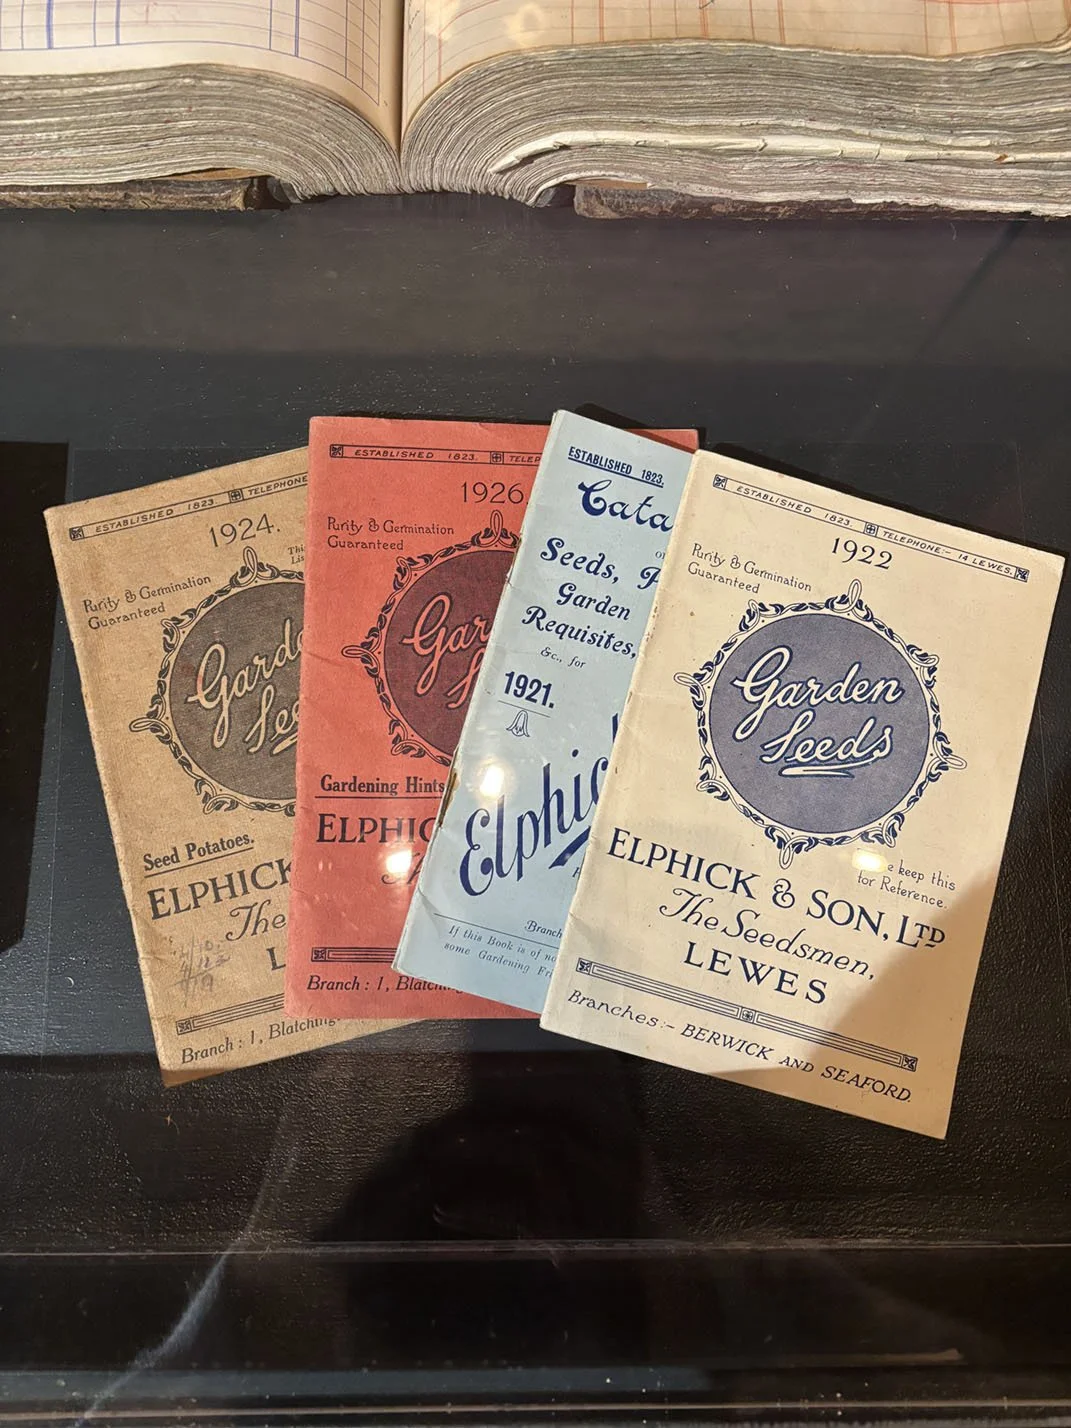 ESTABLISHED 1823. TELEPHONE
1924.
Purity & Germination
Guaranteed
Garde
See
Seed Potatoes.
ELPHICK
The
L
Branch : 1, Blatching
ESTABLISHED 1823. TELEP
1926.
Purity & Germination
Guaranteed
Gar
S
Gardening Hints
ELPHIC
Branch : 1, Blatching
ESTABLISHED 1823.
Cata
Seeds, P
Garden
Requisites,
&c., for
1921.
Elphic
Branch
If this Book is of no
some Gardening Fri
ESTABLISHED 1823. TELEPHONE:- 14 LEWES.
1922
Purity & Germination
Guaranteed
Garden
Seeds
e keep this
for Reference.
ELPHICK & SON, LTD
The Seedsmen,
LEWES
Branches:- BERWICK AND SEAFORD.